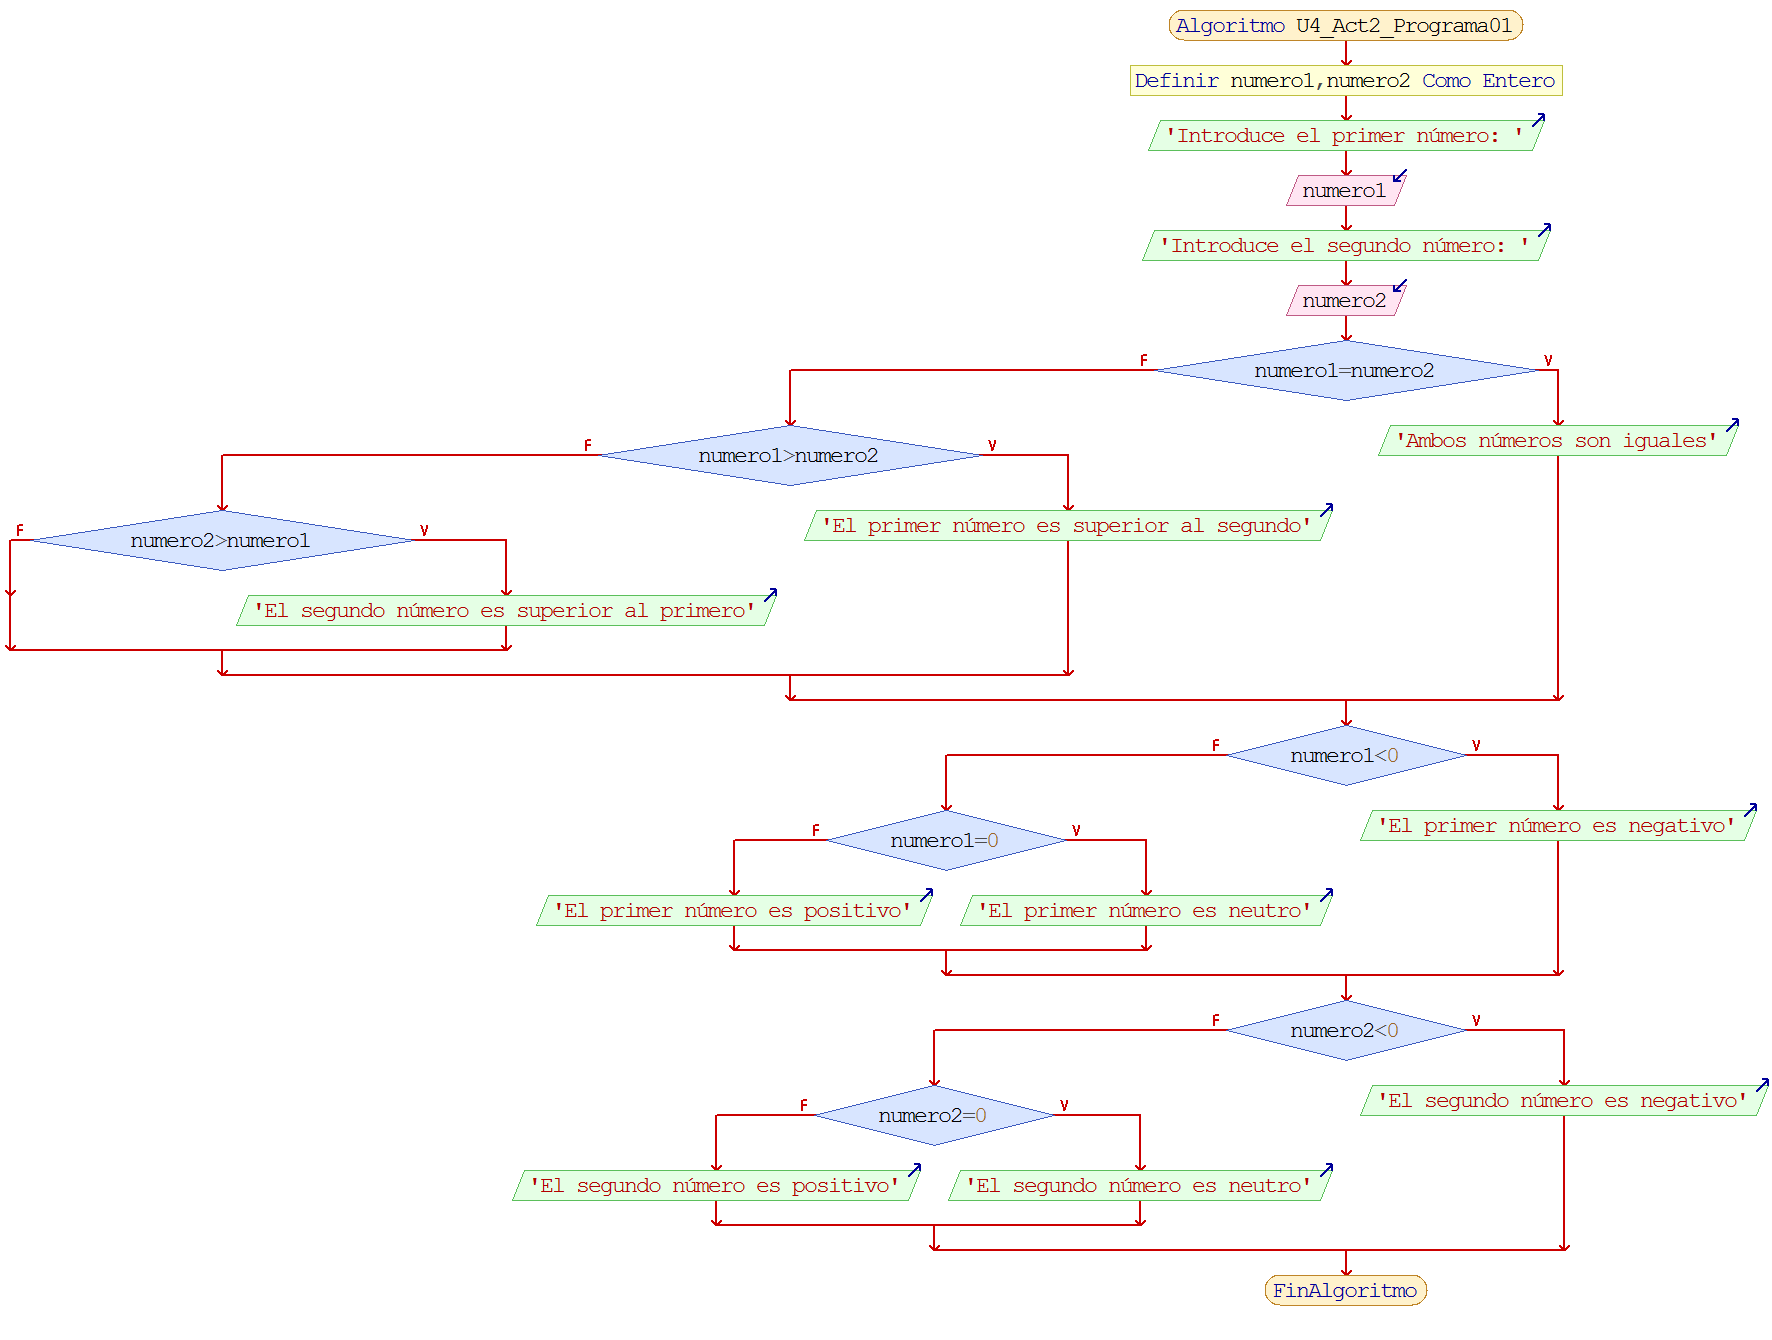 Algoritmo U4_Act2_Programa01
Definir numero1,numero2 Como Entero
'Introduce el primer número: '
numero1
'Introduce el segundo número: '
numero2
F
numero1=numero2
V
F
numero1>numero2
V
'Ambos números son iguales'
F
numero2>numero1
V
'El primer número es superior al segundo'
'El segundo número es superior al primero'
F
numero1<0
V
F
numero1=0
V
'El primer número es negativo'
'El primer número es positivo'
'El primer número es neutro'
F
numero2<0
V
F
numero2=0
V
'El segundo número es negativo'
'El segundo número es positivo'
'El segundo número es neutro'
FinAlgoritmo